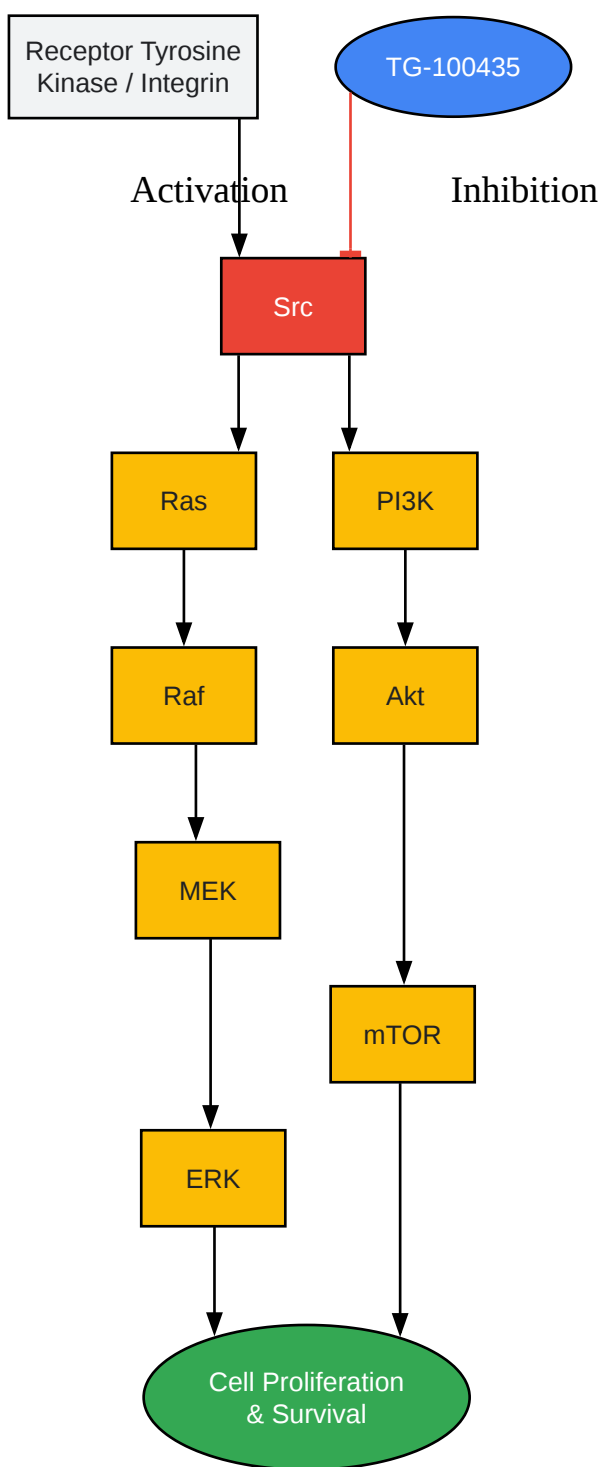 Receptor Tyrosine
Kinase / Integrin
TG-100435
Activation
Inhibition
Src
Ras
PI3K
Raf
Akt
MEK
mTOR
ERK
Cell Proliferation
& Survival